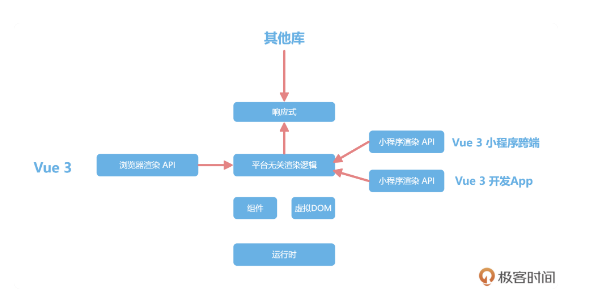 其他库
响应式
小程序渲染 API
Vue 3 小程序跨端
Vue 3
浏览器渲染 API
平台无关渲染逻辑
小程序渲染 API
Vue 3 开发App
组件
虚拟DOM
运行时
极客时间